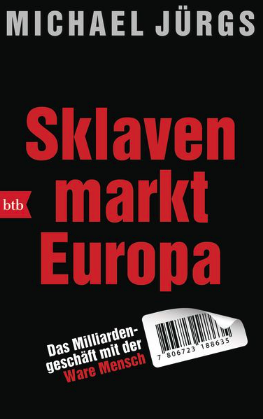 MICHAEL JÜRGS
Sklaven
markt
btb
Europa
Das Milliarden-
geschäft mit der
Ware Mensch
7 806723 188635